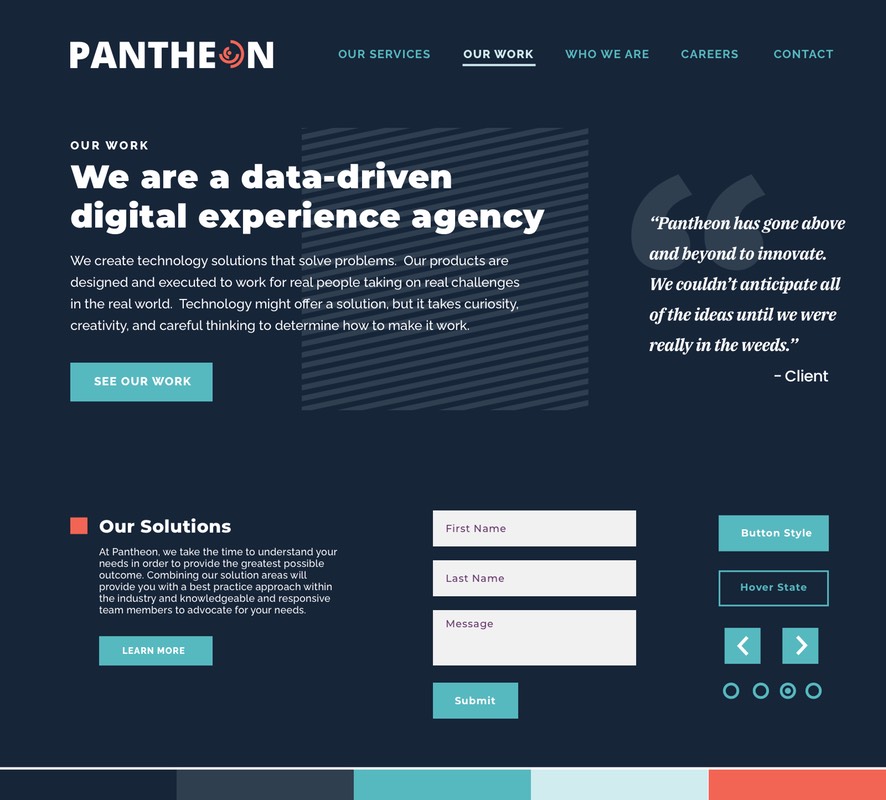 PANTHEON
OUR SERVICES
OUR WORK
WHO WE ARE
CAREERS
CONTACT
OUR WORK
We are a data-driven
digital experience agency
We create technology solutions that solve problems.  Our products are
designed and executed to work for real people taking on real challenges
in the real world.  Technology might offer a solution, but it takes curiosity,
creativity, and careful thinking to determine how to make it work.
SEE OUR WORK
“Pantheon has gone above
and beyond to innovate.
We couldn’t anticipate all
of the ideas until we were
really in the weeds.”
– Client
Our Solutions
At Pantheon, we take the time to understand your
needs in order to provide the greatest possible
outcome. Combining our solution areas will
provide you with a best practice approach within
the industry and knowledgeable and responsive
team members to advocate for your needs.
LEARN MORE
First Name
Last Name
Message
Submit
Button Style
Hover State